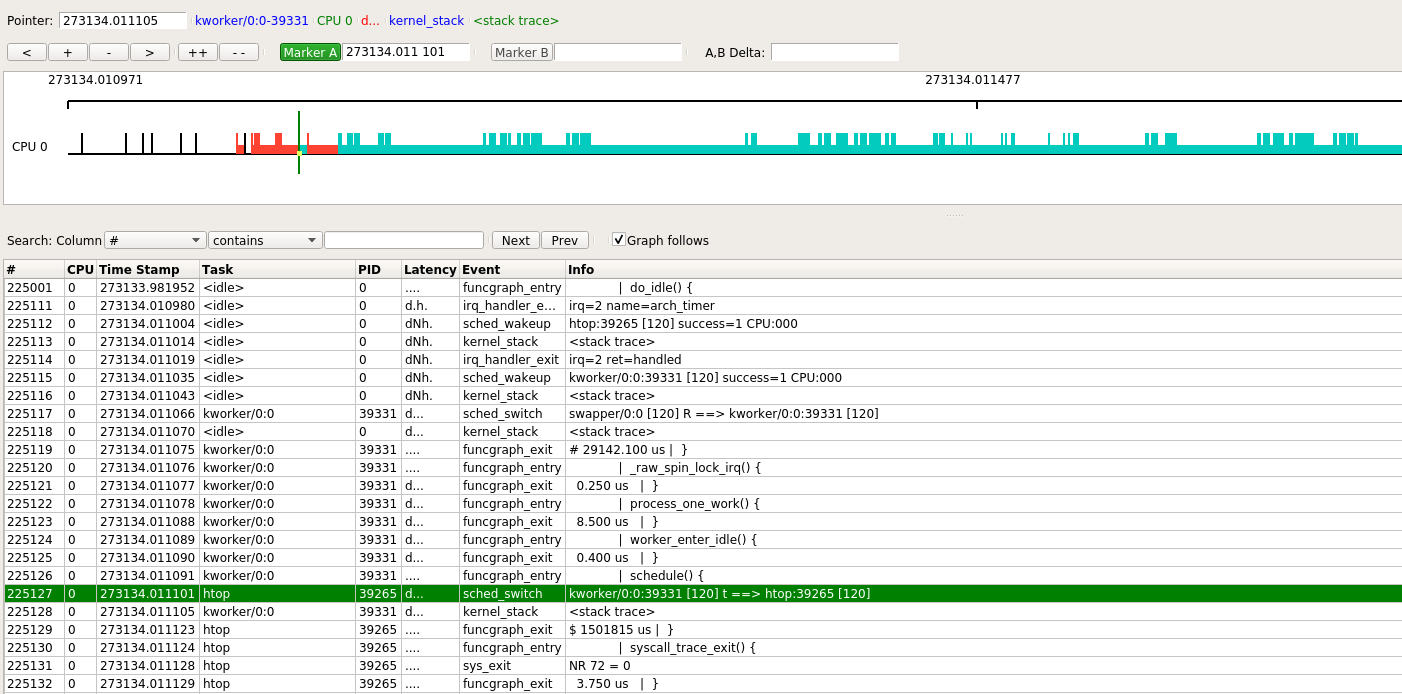 Pointer: 273134.011105 kworker/0:0-39331 CPU 0 d... kernel_stack <stack trace>
< + - > ++ - - Marker A 273134.011 101 Marker B A,B Delta:
273134.010971 273134.011477
CPU 0
Search: Column # contains Next Prev Graph follows
# CPU Time Stamp Task PID Latency Event Info
225001 0 273133.981952 <idle> 0 .... funcgraph_entry | do_idle() {
225111 0 273134.010980 <idle> 0 d.h. irq_handler_e... irq=2 name=arch_timer
225112 0 273134.011004 <idle> 0 dNh. sched_wakeup htop:39265 [120] success=1 CPU:000
225113 0 273134.011014 <idle> 0 dNh. kernel_stack <stack trace>
225114 0 273134.011019 <idle> 0 dNh. irq_handler_exit irq=2 ret=handled
225115 0 273134.011035 <idle> 0 dNh. sched_wakeup kworker/0:0:39331 [120] success=1 CPU:000
225116 0 273134.011043 <idle> 0 dNh. kernel_stack <stack trace>
225117 0 273134.011066 kworker/0:0 39331 d... sched_switch swapper/0:0 [120] R ==> kworker/0:0:39331 [120]
225118 0 273134.011070 <idle> 0 d... kernel_stack <stack trace>
225119 0 273134.011075 kworker/0:0 39331 .... funcgraph_exit # 29142.100 us | }
225120 0 273134.011076 kworker/0:0 39331 .... funcgraph_entry | _raw_spin_lock_irq() {
225121 0 273134.011077 kworker/0:0 39331 d... funcgraph_exit 0.250 us | }
225122 0 273134.011078 kworker/0:0 39331 d... funcgraph_entry | process_one_work() {
225123 0 273134.011088 kworker/0:0 39331 d... funcgraph_exit 8.500 us | }
225124 0 273134.011089 kworker/0:0 39331 d... funcgraph_entry | worker_enter_idle() {
225125 0 273134.011090 kworker/0:0 39331 d... funcgraph_exit 0.400 us | }
225126 0 273134.011091 kworker/0:0 39331 .... funcgraph_entry | schedule() {
225127 0 273134.011101 htop 39265 d... sched_switch kworker/0:0:39331 [120] t ==> htop:39265 [120]
225128 0 273134.011105 kworker/0:0 39331 d... kernel_stack <stack trace>
225129 0 273134.011123 htop 39265 .... funcgraph_exit $ 1501815 us | }
225130 0 273134.011124 htop 39265 .... funcgraph_entry | syscall_trace_exit() {
225131 0 273134.011128 htop 39265 .... sys_exit NR 72 = 0
225132 0 273134.011129 htop 39265 .... funcgraph_exit 3.750 us | }